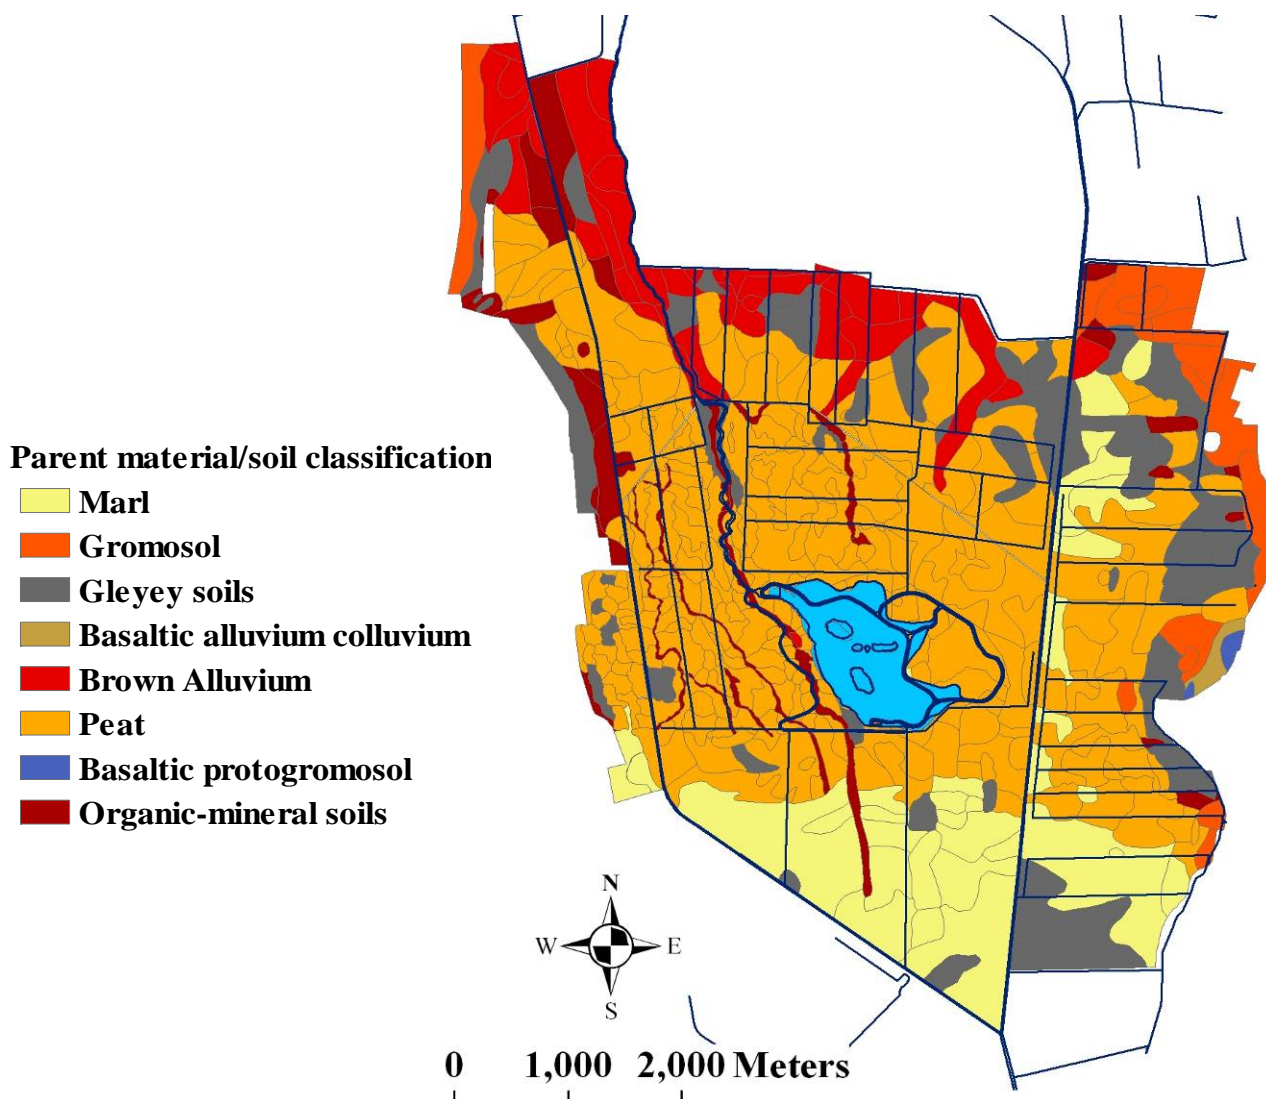 Parent material/soil classification
Marl
Gromosol
Gleyey soils
Basaltic alluvium colluvium
Brown Alluvium
Peat
Basaltic protogromosol
Organic-mineral soils
N
W E
S
0 1,000 2,000 Meters